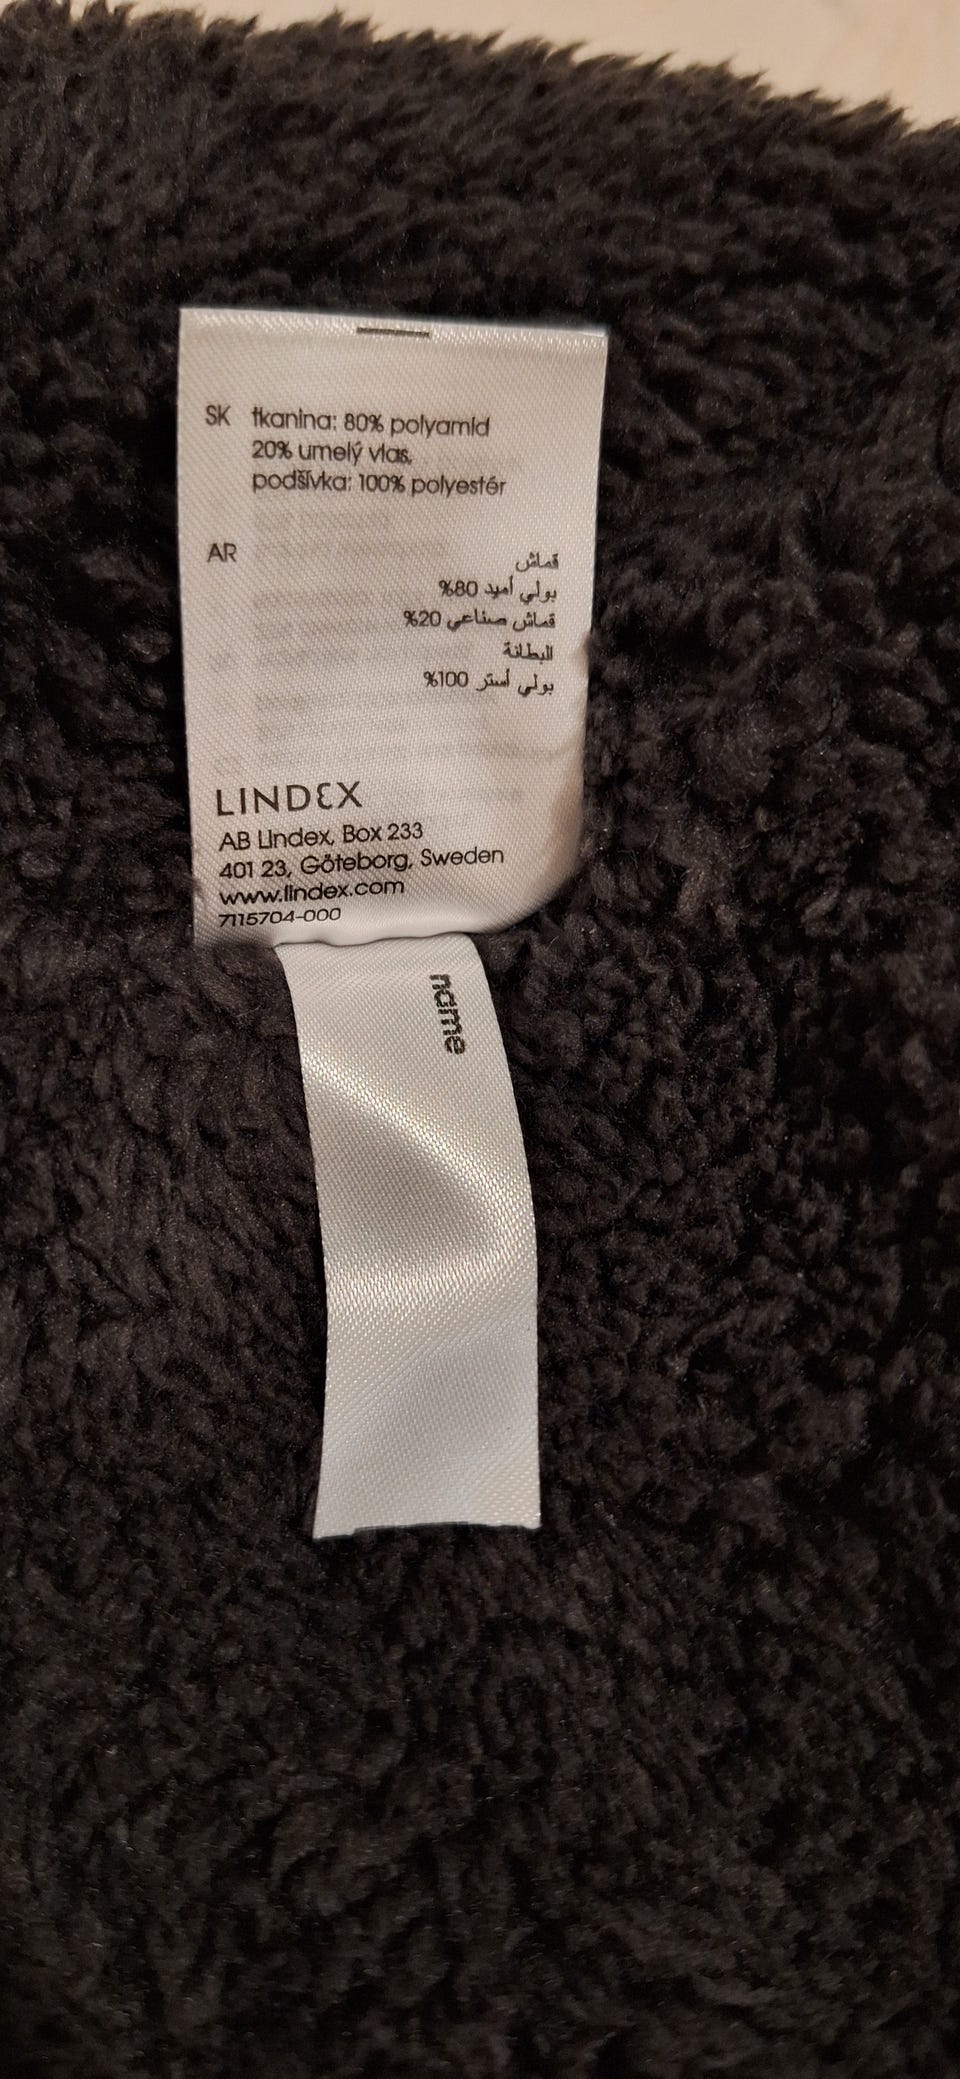 SK tkanina: 80% polyamid
20% umelý vlas,
podšívka: 100% polyestér
AR
قماش
بولي أميد 80%
قماش صناعي 20%
البطانة
بولي أستر 100%
LINDEX
AB Lindex, Box 233
401 23, Göteborg, Sweden
www.lindex.com
7115704-000
name